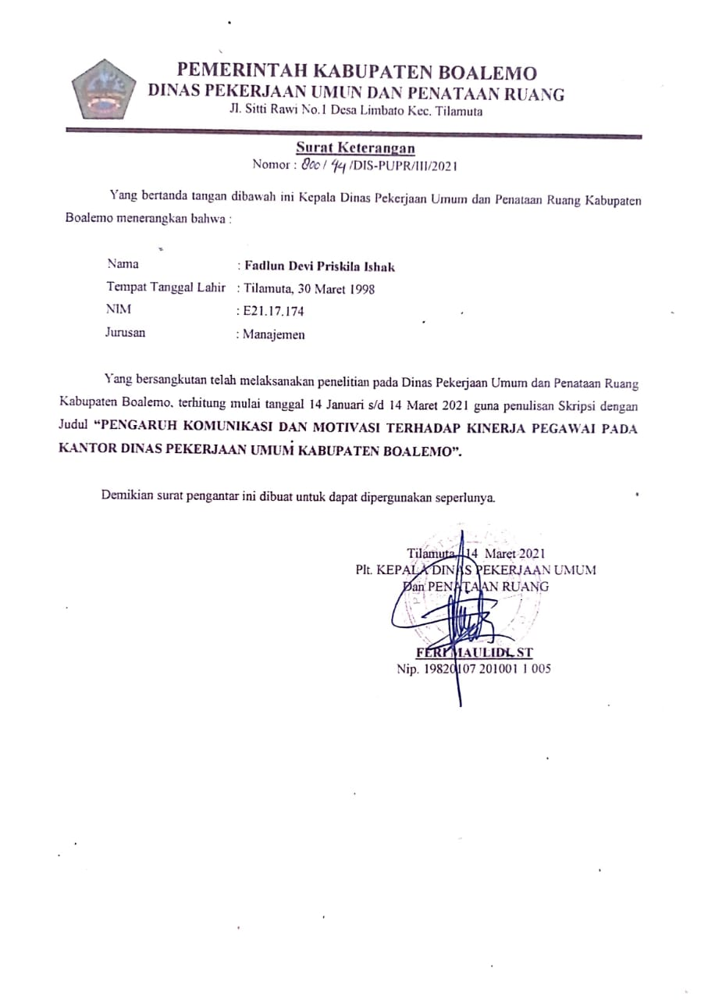 PEMERINTAH KABUPATEN BOALEMO
DINAS PEKERJAAN UMUN DAN PENATAAN RUANG
Jl. Sitti Rawi No.1 Desa Limbato Kec. Tilamuta
Surat Keterangan
Nomor : 800 / 44 /DIS-PUPR/III/2021
Yang bertanda tangan dibawah ini Kepala Dinas Pekerjaan Umum dan Penataan Ruang Kabupaten
Boalemo menerangkan bahwa :
Nama : Fadlun Devi Priskila Ishak
Tempat Tanggal Lahir : Tilamuta, 30 Maret 1998
NIM : E21.17.174
Jurusan : Manajemen
Yang bersangkutan telah melaksanakan penelitian pada Dinas Pekerjaan Umum dan Penataan Ruang
Kabupaten Boalemo, terhitung mulai tanggal 14 Januari s/d 14 Maret 2021 guna penulisan Skripsi dengan
Judul “PENGARUH KOMUNIKASI DAN MOTIVASI TERHADAP KINERJA PEGAWAI PADA
KANTOR DINAS PEKERJAAN UMUM KABUPATEN BOALEMO”.
Demikian surat pengantar ini dibuat untuk dapat dipergunakan seperlunya.
Tilamuta, 14 Maret 2021
Plt. KEPALA DINAS PEKERJAAN UMUM
Dan PENATAAN RUANG
FERI MAULIDI, ST
Nip. 19820107 201001 1 005